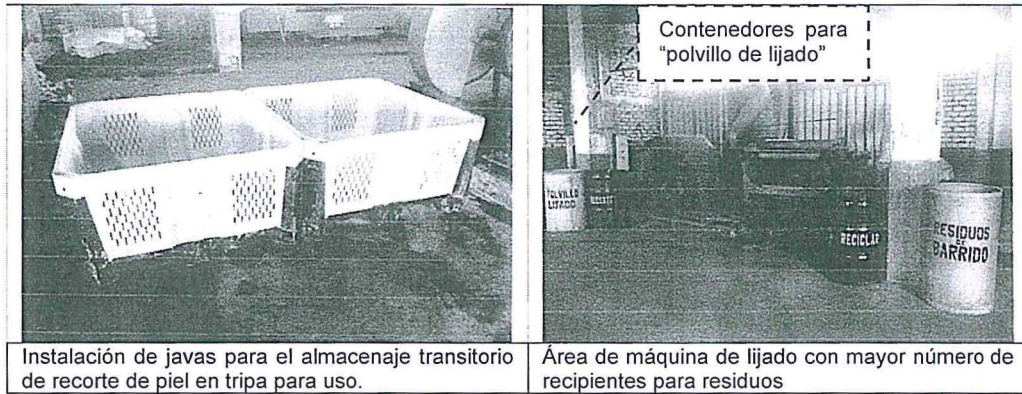 Contenedores para
“polvillo de lijado”
POLVILLO
LIJADO
RECICLAR
RESIDUOS
DE
BARRIDO
Instalación de javas para el almacenaje transitorio
de recorte de piel en tripa para uso.
Área de máquina de lijado con mayor número de
recipientes para residuos